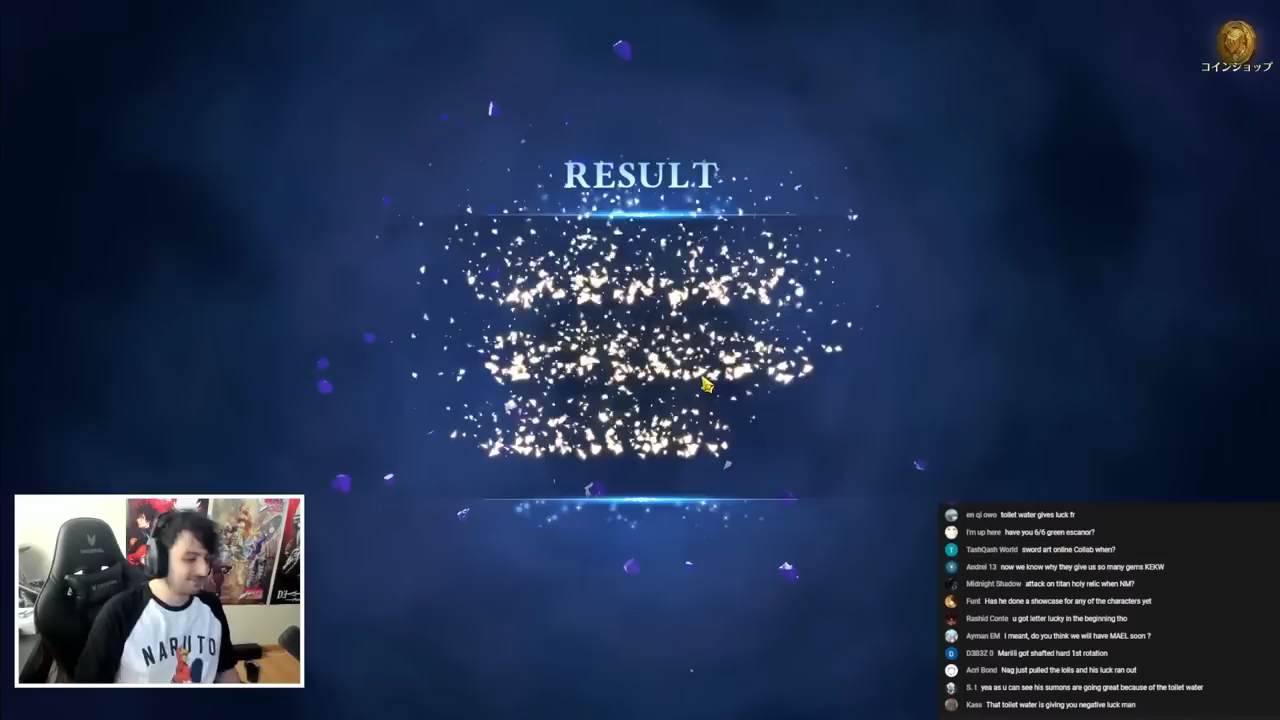 コインショップ
RESULT
NARUTO
en qi owo toilet water gives luck fr
I'm up here have you 6/6 green escanor?
TashQash World sword art online Collab when?
Andrei 13 now we know why they give us so many gems KEKW
Midnight Shadow attack on titan holy relic when NM?
Funt Has he done a showcase for any of the characters yet
Rashid Conte u got letter lucky in the beginning tho
Ayman EM I meant, do you think we will have MAEL soon ?
D3B3Z 0 Marilli got shafted hard 1st rotation
Acri Bond Nag just pulled the lolis and his luck ran out
S. t yea as u can see his sumons are going great because of the toilet water
Kass That toilet water is giving you negative luck man